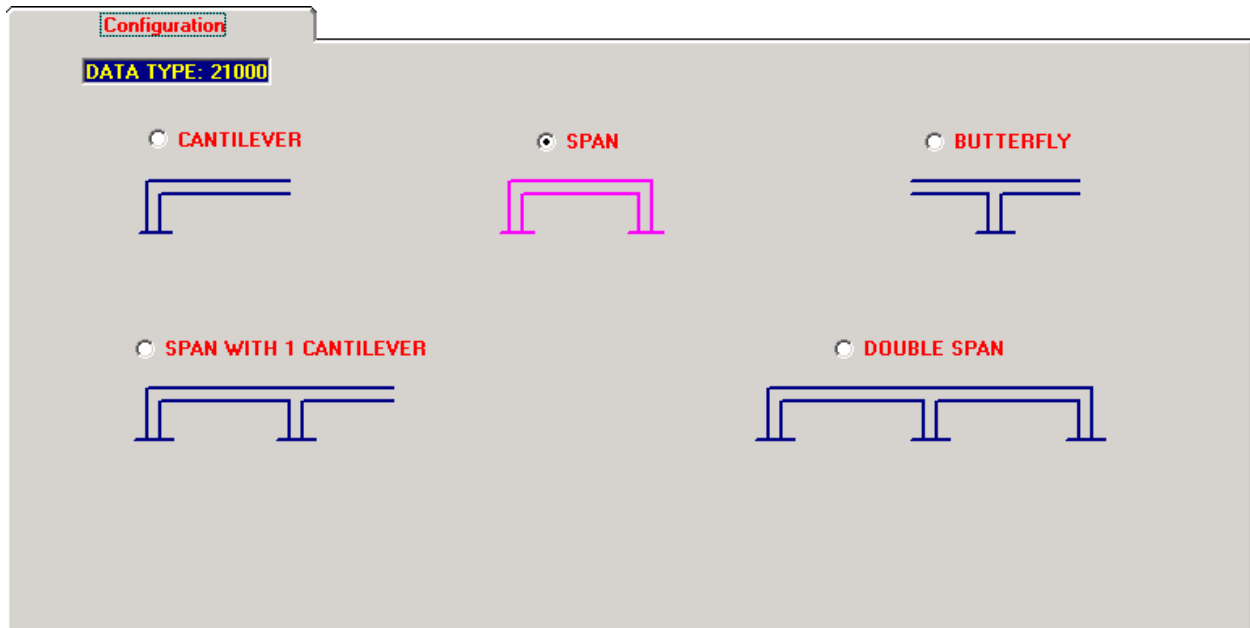 Configuration
DATA TYPE: 21000
CANTILEVER
SPAN
BUTTERFLY
SPAN WITH 1 CANTILEVER
DOUBLE SPAN